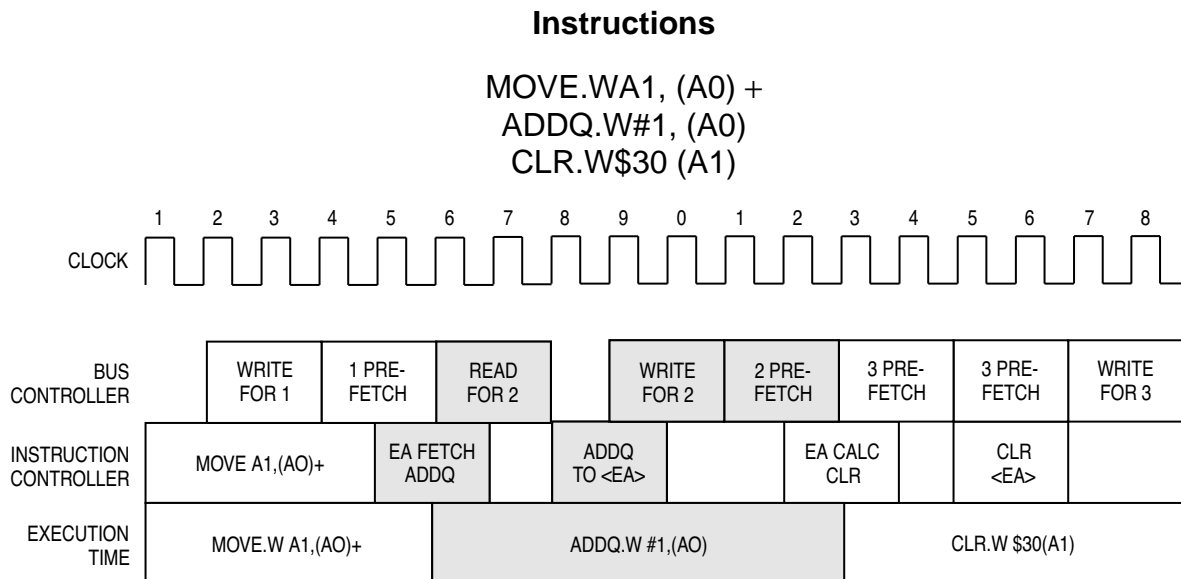 Instructions
MOVE.WA1, (A0) +
ADDQ.W#1, (A0)
CLR.W$30 (A1)
1 2 3 4 5 6 7 8 9 0 1 2 3 4 5 6 7 8
CLOCK
BUS
CONTROLLER
WRITE
FOR 1
1 PRE-
FETCH
READ
FOR 2
WRITE
FOR 2
2 PRE-
FETCH
3 PRE-
FETCH
3 PRE-
FETCH
WRITE
FOR 3
INSTRUCTION
CONTROLLER
MOVE A1,(AO)+
EA FETCH
ADDQ
ADDQ
TO <EA>
EA CALC
CLR
CLR
<EA>
EXECUTION
TIME
MOVE.W A1,(AO)+
ADDQ.W #1,(AO)
CLR.W $30(A1)